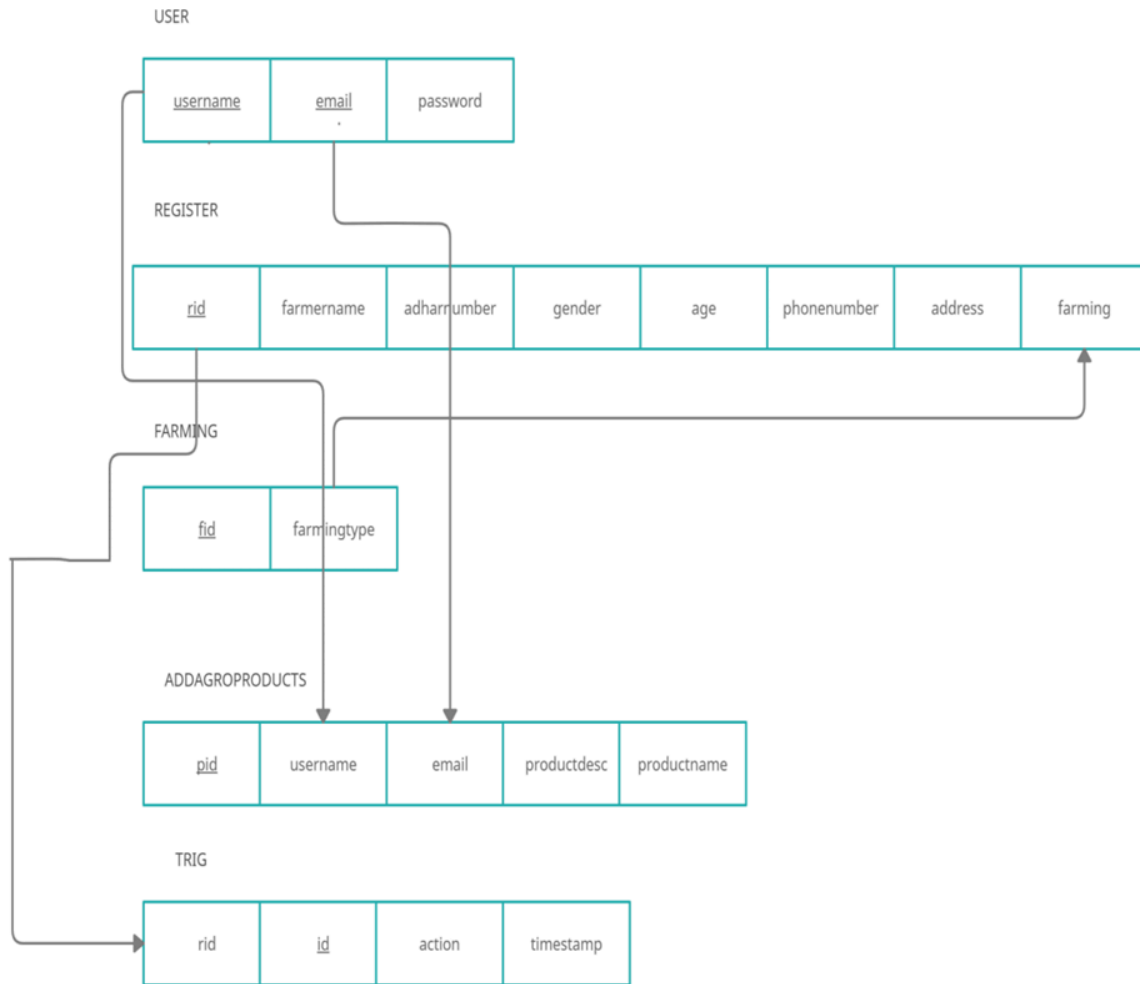 USER
username email password
REGISTER
rid farmername adharnumber gender age phonenumber address farming
FARMING
fid farmingtype
ADDAGROPRODUCTS
pid username email productdesc productname
TRIG
rid id action timestamp